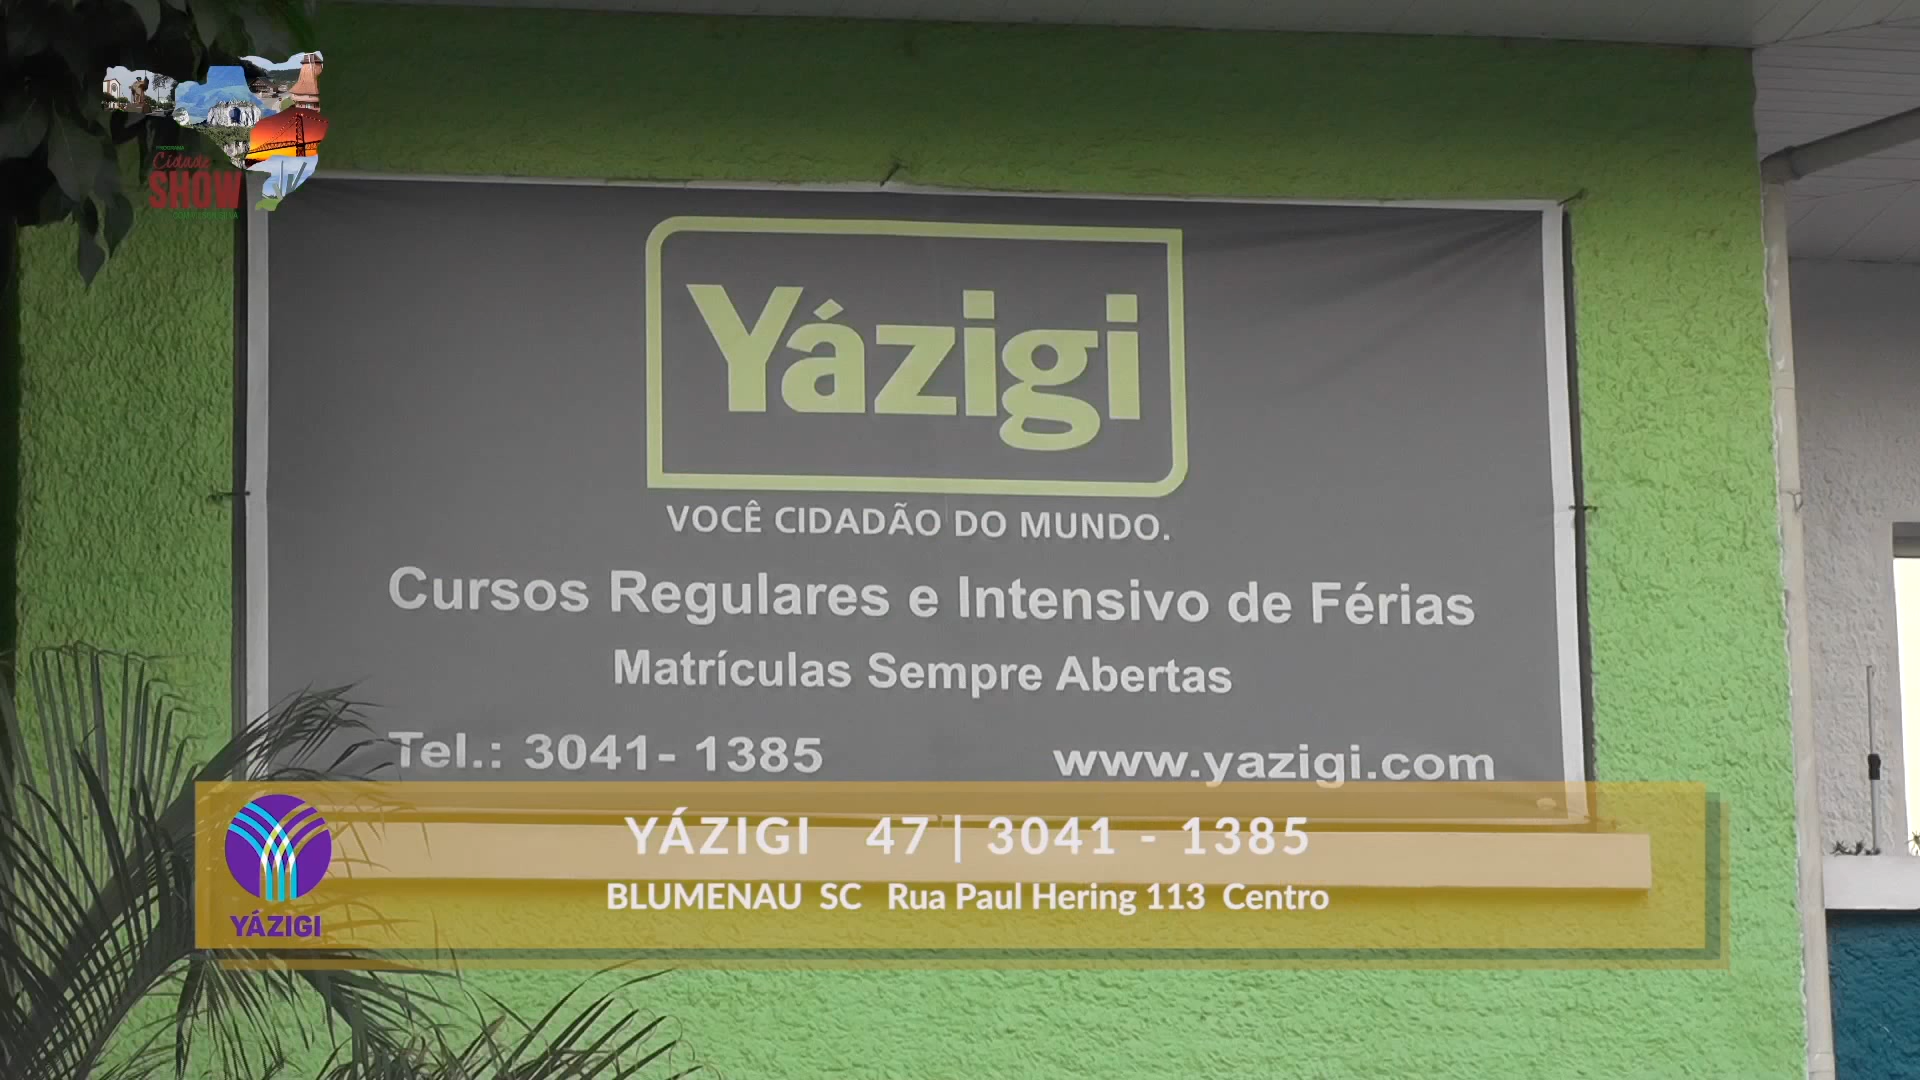 PROGRAMA
Cidade
SHOW
Yázigi
VOCÊ CIDADÃO DO MUNDO.
Cursos Regulares e Intensivo de Férias
Matrículas Sempre Abertas
Tel.: 3041- 1385
www.yazigi.com
YÁZIGI 47 | 3041 - 1385
BLUMENAU SC Rua Paul Hering 113 Centro
YÁZIGI